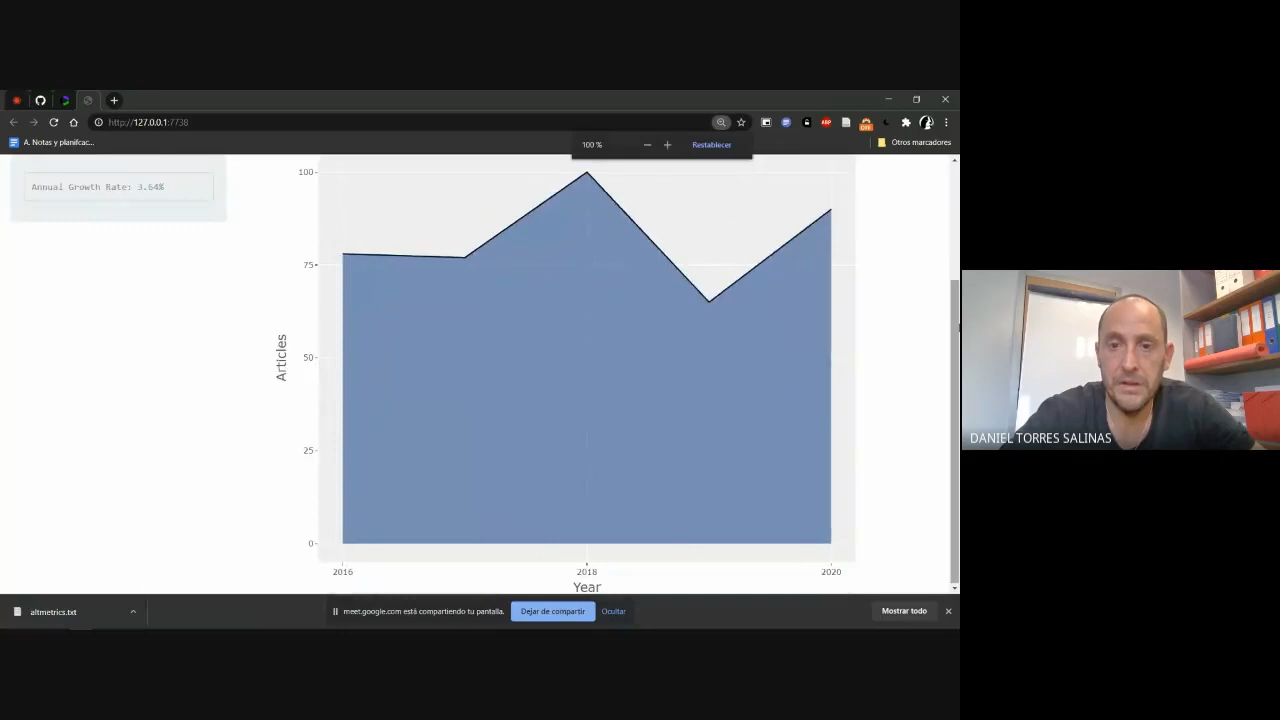 http://127.0.0.1:7738
A. Notas y planifcac...
Otros marcadores
100 %
Restablecer
Annual Growth Rate: 3.64%
100
75
50
25
0
Articles
2016
2018
2020
Year
DANIEL TORRES SALINAS
altmetrics.txt
meet.google.com está compartiendo tu pantalla.
Dejar de compartir
Ocultar
Mostrar todo